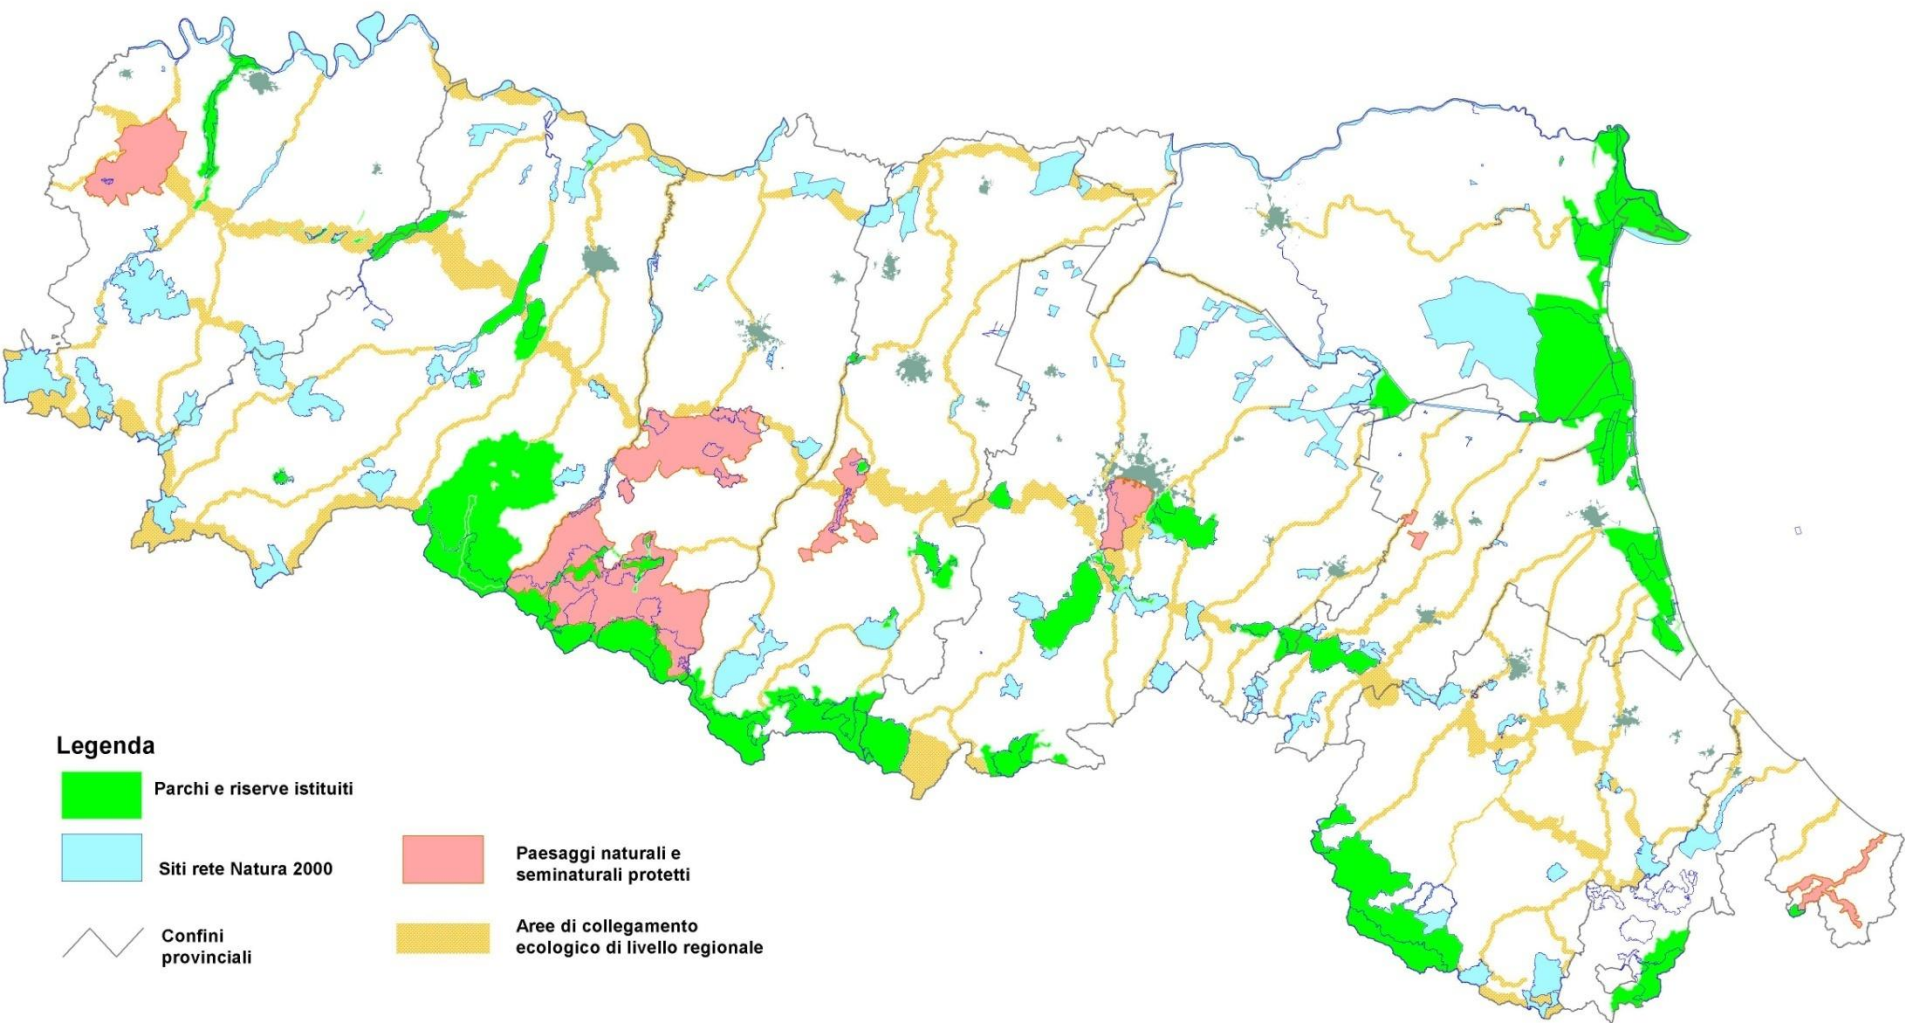 Legenda
Parchi e riserve istituiti
Siti rete Natura 2000
Confini
provinciali
Paesaggi naturali e
seminaturali protetti
Aree di collegamento
ecologico di livello regionale